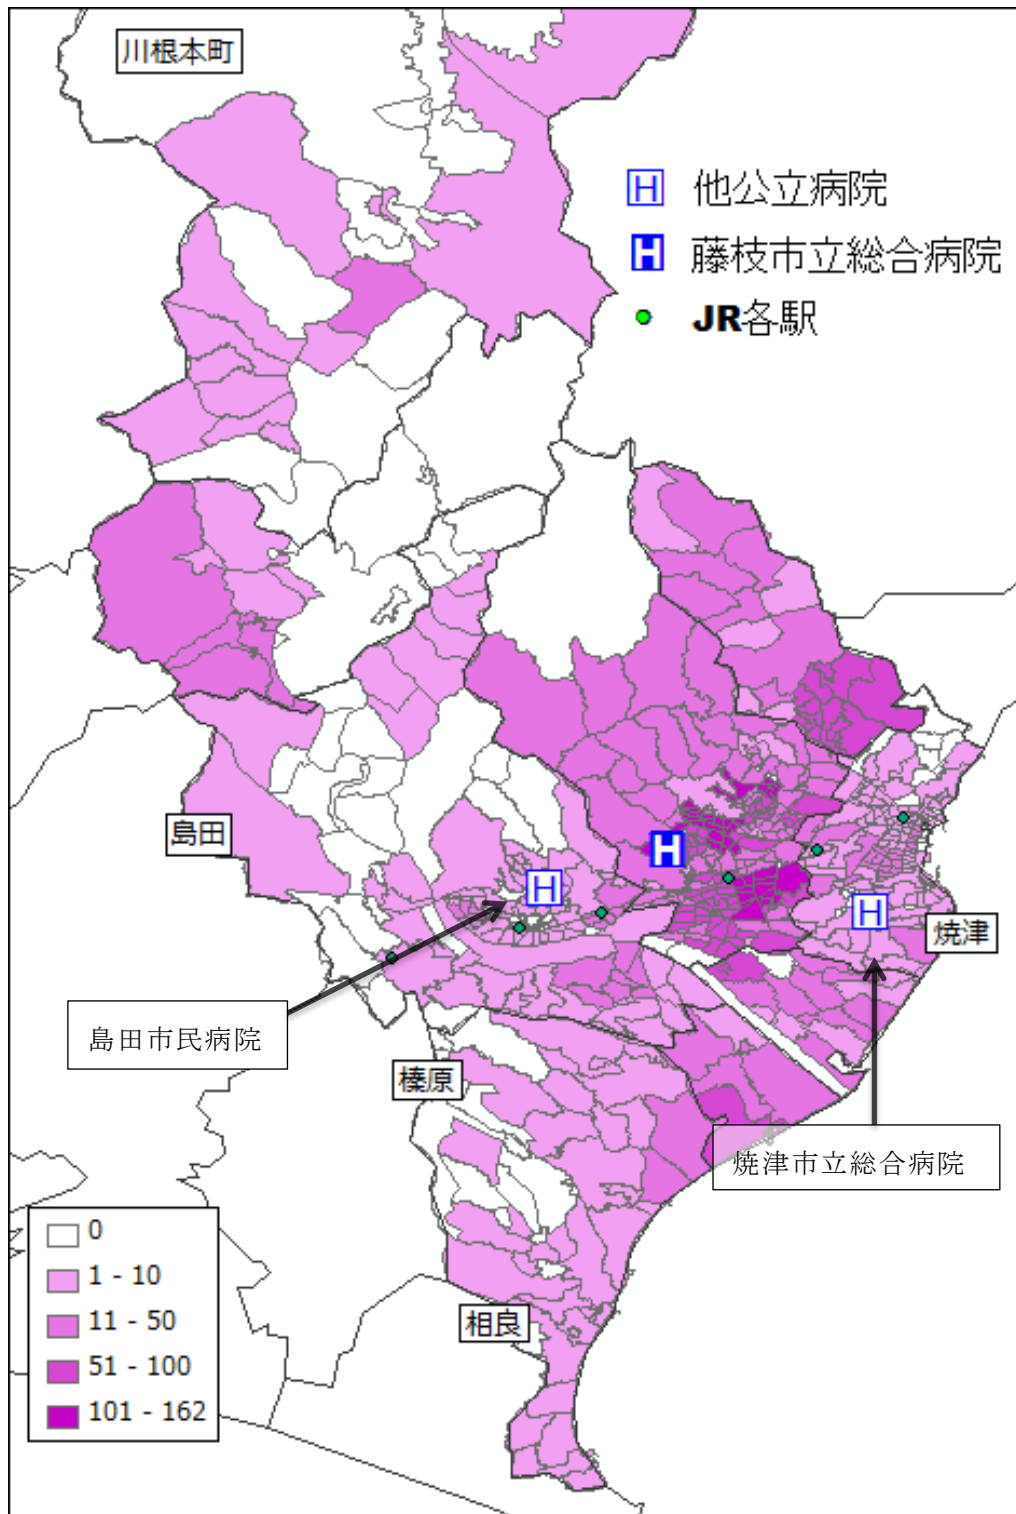 川根本町
H 他公立病院
H 藤枝市立総合病院
JR各駅
島田
H
H
焼津
島田市民病院
榛原
焼津市立総合病院
相良
0
1 - 10
11 - 50
51 - 100
101 - 162
H